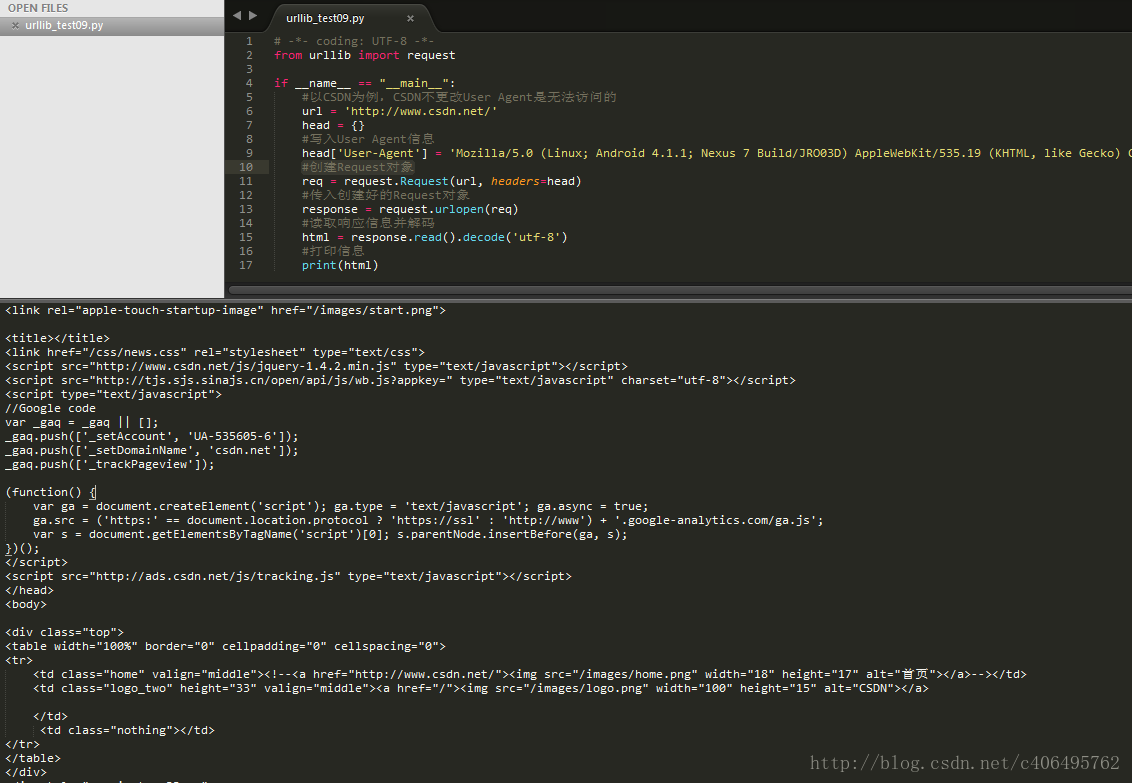 OPEN FILES
urllib_test09.py
urllib_test09.py
1 # -*- coding: UTF-8 -*-
2 from urllib import request
3
4 if __name__ == "__main__":
5 #以CSDN为例，CSDN不更改User Agent是无法访问的
6 url = 'http://www.csdn.net/'
7 head = {}
8 #写入User Agent信息
9 head['User-Agent'] = 'Mozilla/5.0 (Linux; Android 4.1.1; Nexus 7 Build/JRO03D) AppleWebKit/535.19 (KHTML, like Gecko)
10 #创建Request对象
11 req = request.Request(url, headers=head)
12 #传入创建好的Request对象
13 response = request.urlopen(req)
14 #读取响应信息并解码
15 html = response.read().decode('utf-8')
16 #打印信息
17 print(html)
<link rel="apple-touch-startup-image" href="/images/start.png">
<title></title>
<link href="/css/news.css" rel="stylesheet" type="text/css">
<script src="http://www.csdn.net/js/jquery-1.4.2.min.js" type="text/javascript"></script>
<script src="http://tjs.sjs.sinajs.cn/open/api/js/wb.js?appkey=" type="text/javascript" charset="utf-8"></script>
<script type="text/javascript">
//Google code
var _gaq = _gaq || [];
_gaq.push(['_setAccount', 'UA-535605-6']);
_gaq.push(['_setDomainName', 'csdn.net']);
_gaq.push(['_trackPageview']);
(function() {
var ga = document.createElement('script'); ga.type = 'text/javascript'; ga.async = true;
ga.src = ('https:' == document.location.protocol ? 'https://ssl' : 'http://www') + '.google-analytics.com/ga.js';
var s = document.getElementsByTagName('script')[0]; s.parentNode.insertBefore(ga, s);
})();
</script>
<script src="http://ads.csdn.net/js/tracking.js" type="text/javascript"></script>
</head>
<body>
<div class="top">
<table width="100%" border="0" cellpadding="0" cellspacing="0">
<tr>
<td class="home" valign="middle"><!--<a href="http://www.csdn.net/"><img src="/images/home.png" width="18" height="17" alt="首页"></a>--></td>
<td class="logo_two" height="33" valign="middle"><a href="/"><img src="/images/logo.png" width="100" height="15" alt="CSDN"></a>
</td>
<td class="nothing"></td>
</tr>
</table>
</div>
http://blog.csdn.net/c406495762